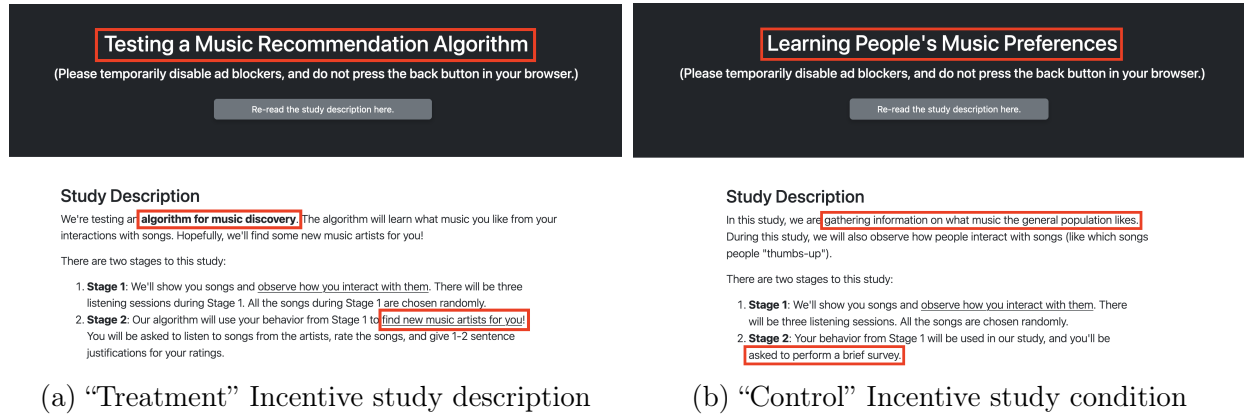 Testing a Music Recommendation Algorithm
(Please temporarily disable ad blockers, and do not press the back button in your browser.)
Re-read the study description here.
Study Description
We're testing an algorithm for music discovery. The algorithm will learn what music you like from your
interactions with songs. Hopefully, we'll find some new music artists for you!
There are two stages to this study:
1. Stage 1: We'll show you songs and observe how you interact with them. There will be three
listening sessions during Stage 1. All the songs during Stage 1 are chosen randomly.
2. Stage 2: Our algorithm will use your behavior from Stage 1 to find new music artists for you!
You will be asked to listen to songs from the artists, rate the songs, and give 1-2 sentence
justifications for your ratings.
(a) “Treatment” Incentive study description
Learning People's Music Preferences
(Please temporarily disable ad blockers, and do not press the back button in your browser.)
Re-read the study description here.
Study Description
In this study, we are gathering information on what music the general population likes.
During this study, we will also observe how people interact with songs (like which songs
people "thumbs-up").
There are two stages to this study:
1. Stage 1: We'll show you songs and observe how you interact with them. There
will be three listening sessions. All the songs are chosen randomly.
2. Stage 2: Your behavior from Stage 1 will be used in our study, and you'll be
asked to perform a brief survey.
(b) “Control” Incentive study condition